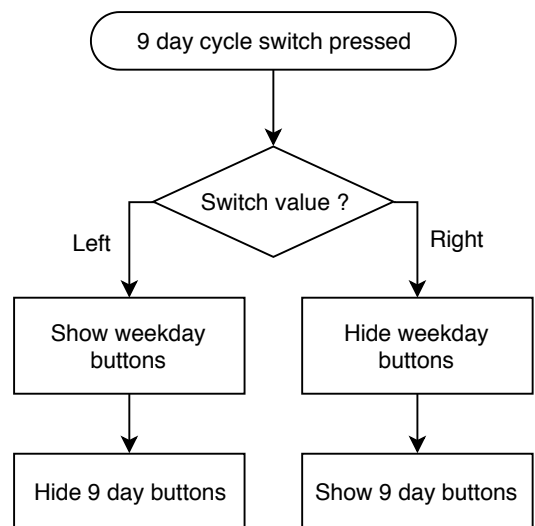 9 day cycle switch pressed
Switch value ?
Left
Right
Show weekday
buttons
Hide weekday
buttons
Hide 9 day buttons
Show 9 day buttons